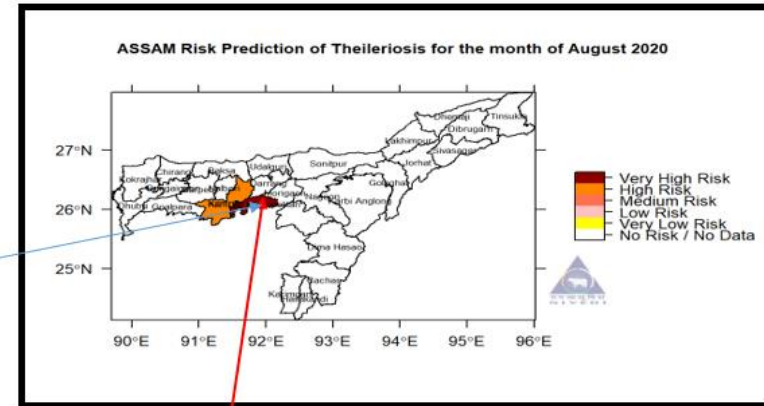 ASSAM Risk Prediction of Theileriosis for the month of August 2020
27°N
26°N
25°N
90°E 91°E 92°E 93°E 94°E 95°E 96°E
Dhemaji
Tinsukia
Dibrugarh
Lakhimpur
Sivasagar
Jorhat
Sonitpur
Udalguri
Baksa
Chirang
Kokrajhar
Darrang
Morigaon
Nagaon
Karbi Anglong
Goalpara
Dhubri
Dima Hasao
Cachar
Very High Risk
High Risk
Medium Risk
Low Risk
Very Low Risk
No Risk / No Data
NIVEDI